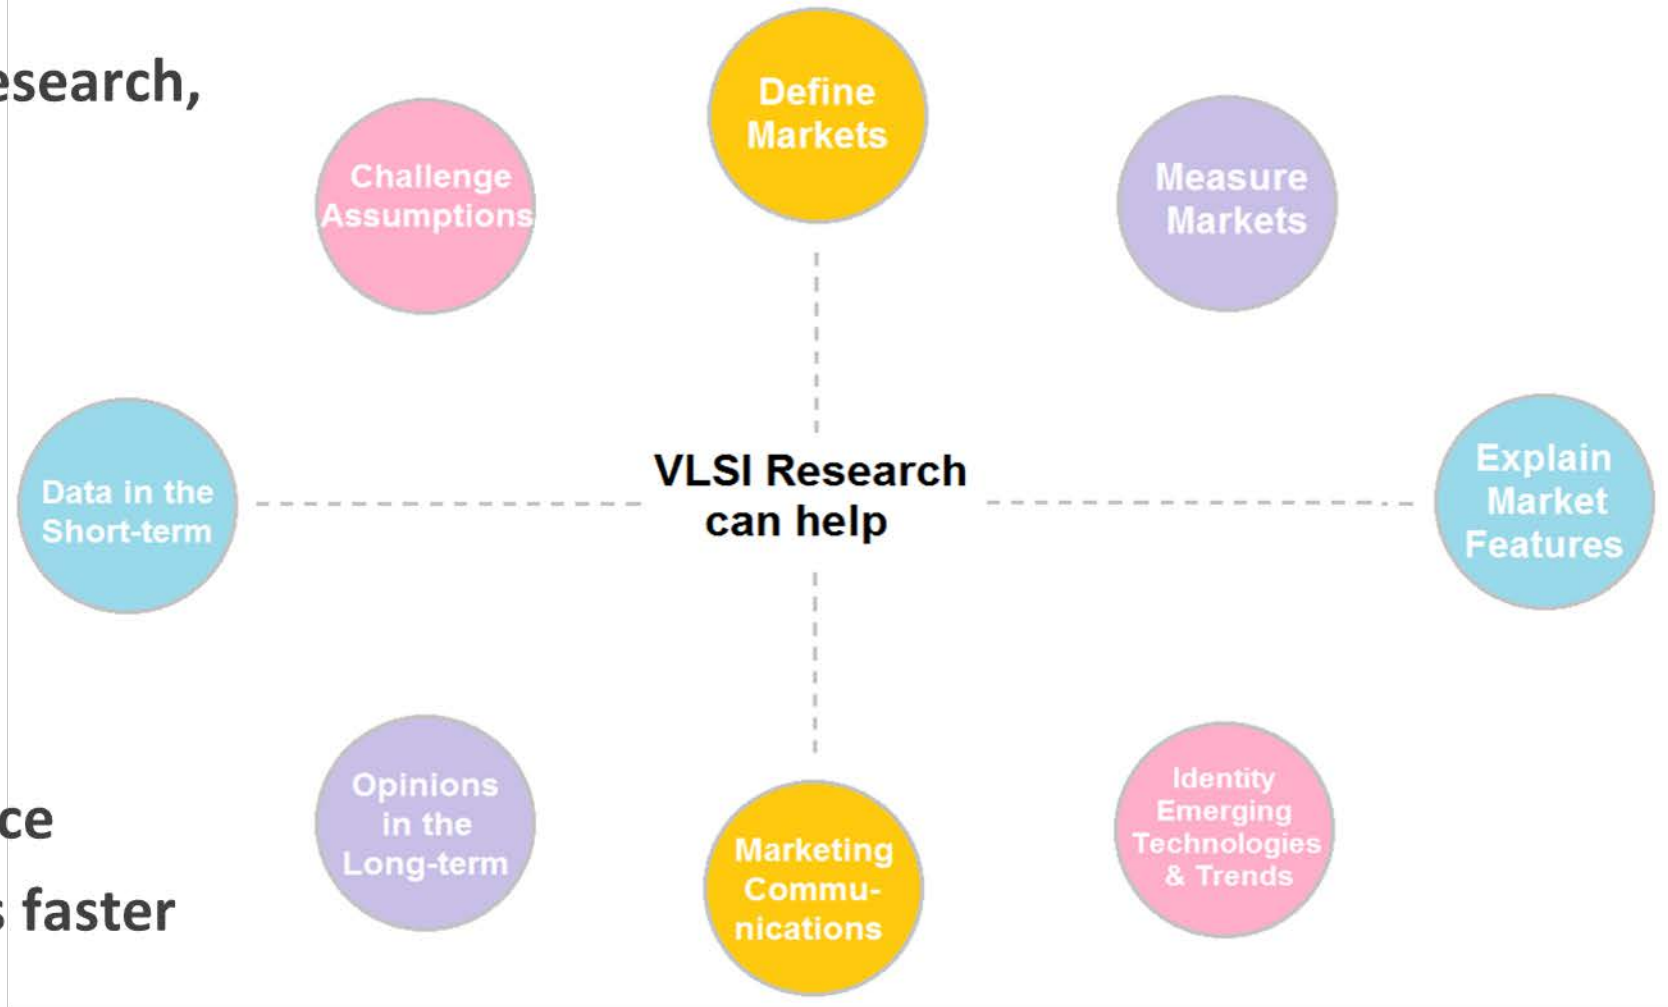 esearch,
Define
Markets
Challenge
Assumptions
Measure
Markets
Data in the
Short-term
VLSI Research
can help
Explain
Market
Features
Opinions
in the
Long-term
Marketing
Commu-
nications
Identity
Emerging
Technologies
& Trends
ce
s faster